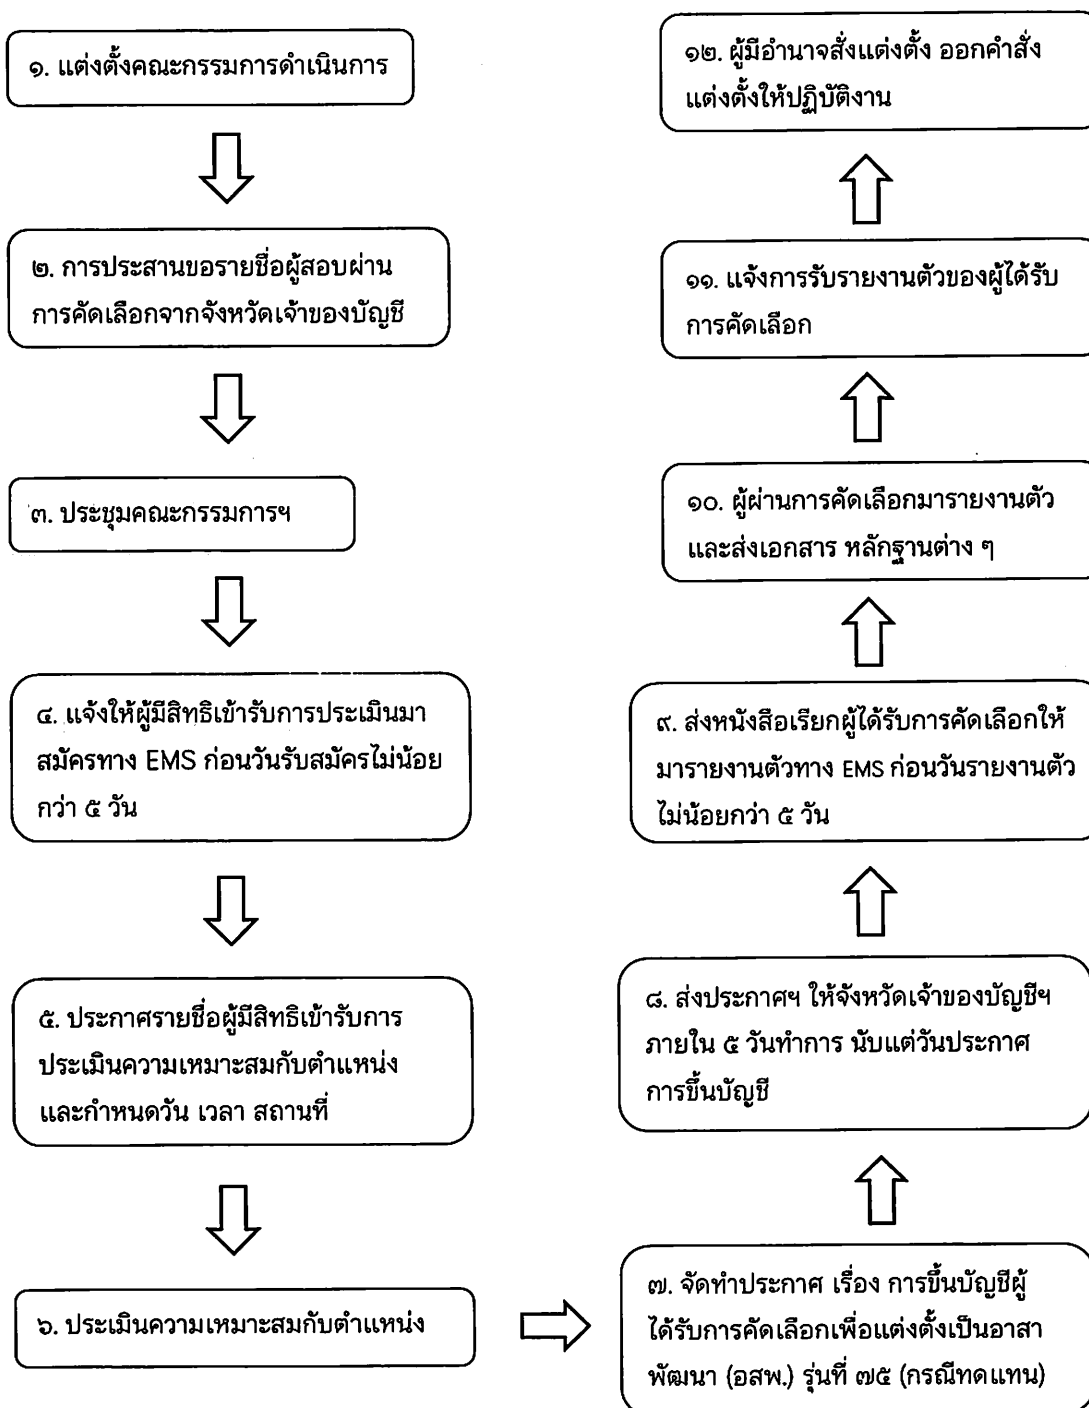 ๑. แต่งตั้งคณะกรรมการดำเนินการ
๒. การประสานขอรายชื่อผู้สอบผ่าน
การคัดเลือกจากจังหวัดเจ้าของบัญชี
๓. ประชุมคณะกรรมการฯ
๔. แจ้งให้ผู้มีสิทธิเข้ารับการประเมินมา
สมัครทาง EMS ก่อนวันรับสมัครไม่น้อย
กว่า ๕ วัน
๕. ประกาศรายชื่อผู้มีสิทธิเข้ารับการ
ประเมินความเหมาะสมกับตำแหน่ง
และกำหนดวัน เวลา สถานที่
๖. ประเมินความเหมาะสมกับตำแหน่ง
๗. จัดทำประกาศ เรื่อง การขึ้นบัญชีผู้
ได้รับการคัดเลือกเพื่อแต่งตั้งเป็นอาสา
พัฒนา (อสพ.) รุ่นที่ ๗๕ (กรณีทดแทน)
๘. ส่งประกาศฯ ให้จังหวัดเจ้าของบัญชีฯ
ภายใน ๕ วันทำการ นับแต่วันประกาศ
การขึ้นบัญชี
๙. ส่งหนังสือเรียกผู้ได้รับการคัดเลือกให้
มารายงานตัวทาง EMS ก่อนวันรายงานตัว
ไม่น้อยกว่า ๕ วัน
๑๐. ผู้ผ่านการคัดเลือกมารายงานตัว
และส่งเอกสาร หลักฐานต่าง ๆ
๑๑. แจ้งการรับรายงานตัวของผู้ได้รับ
การคัดเลือก
๑๒. ผู้มีอำนาจสั่งแต่งตั้ง ออกคำสั่ง
แต่งตั้งให้ปฏิบัติงาน